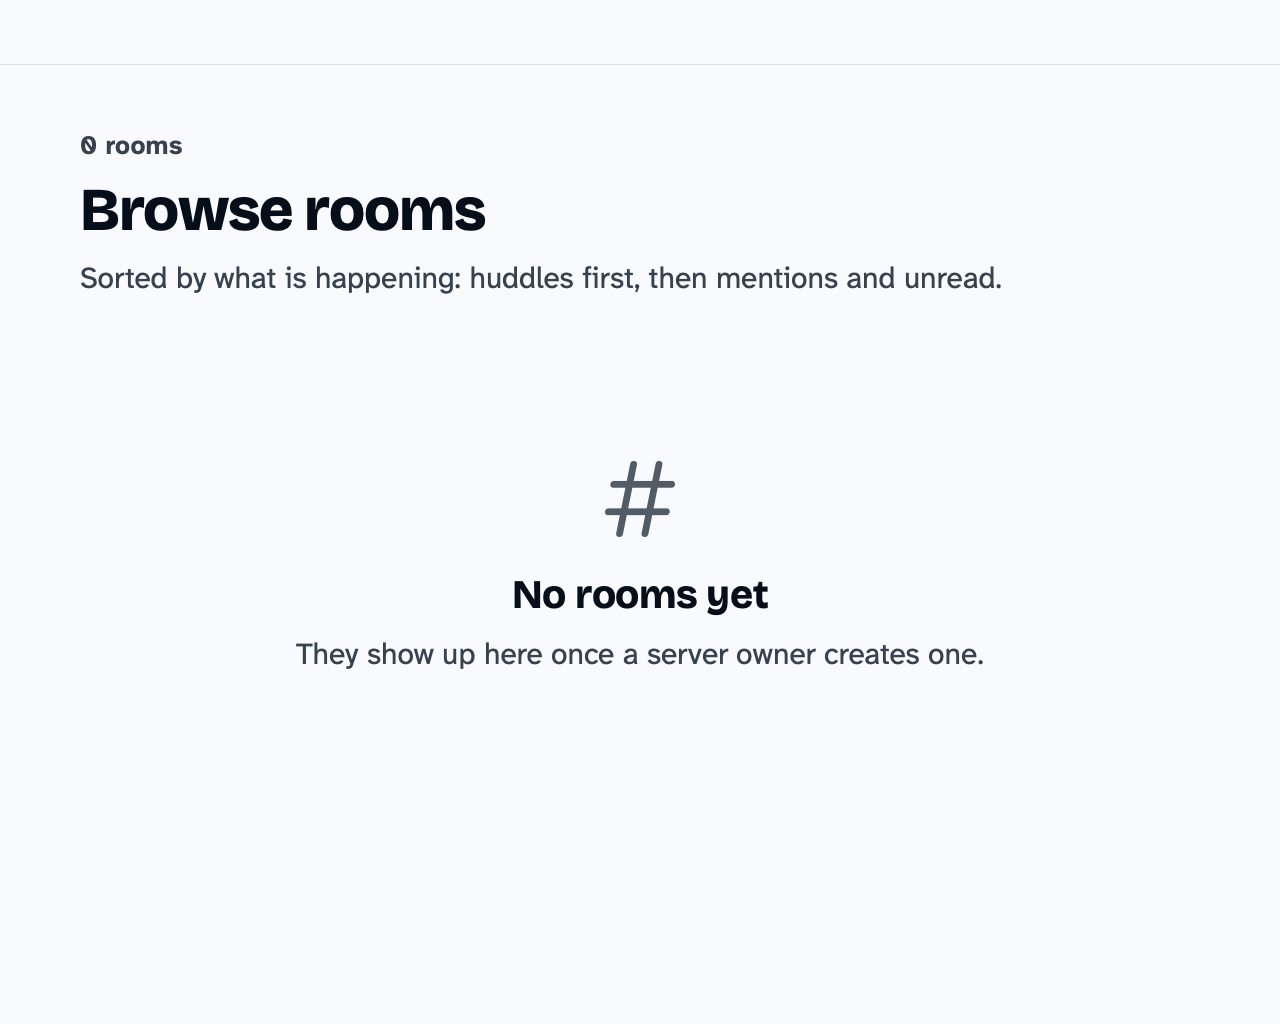 0 rooms
Browse rooms
Sorted by what is happening: huddles first, then mentions and unread.
#
No rooms yet
They show up here once a server owner creates one.